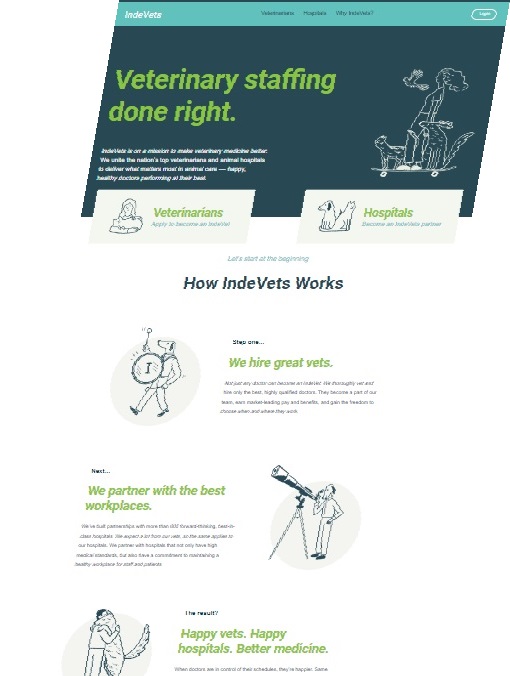 IndeVets
Veterinarians Hospitals Why IndeVets?
Login
Veterinary staffing
done right.
IndeVets is on a mission to make veterinary medicine better.
We unite the nation's top veterinarians and animal hospitals
to deliver what matters most in animal care — happy,
healthy doctors performing at their best.
Veterinarians
Apply to become an IndeVet
Hospitals
Become an IndeVets partner
Let's start at the beginning
How IndeVets Works
Step one...
We hire great vets.
Not just any doctor can become an IndeVet. We thoroughly vet and
hire only the best, highly qualified doctors. They become a part of our
team, earn market-leading pay and benefits, and gain the freedom to
choose when and where they work.
I
Next...
We partner with the best
workplaces.
We've built partnerships with more than forward-thinking, best-in-
class hospitals. We expect a lot from our vets, so the same applies to
our hospitals. We partner with hospitals that not only have high
medical standards, but also have a commitment to maintaining a
healthy workplace for staff and patients.
The result?
Happy vets. Happy
hospitals. Better medicine.
When doctors are in control of their schedules, they're happier. Same